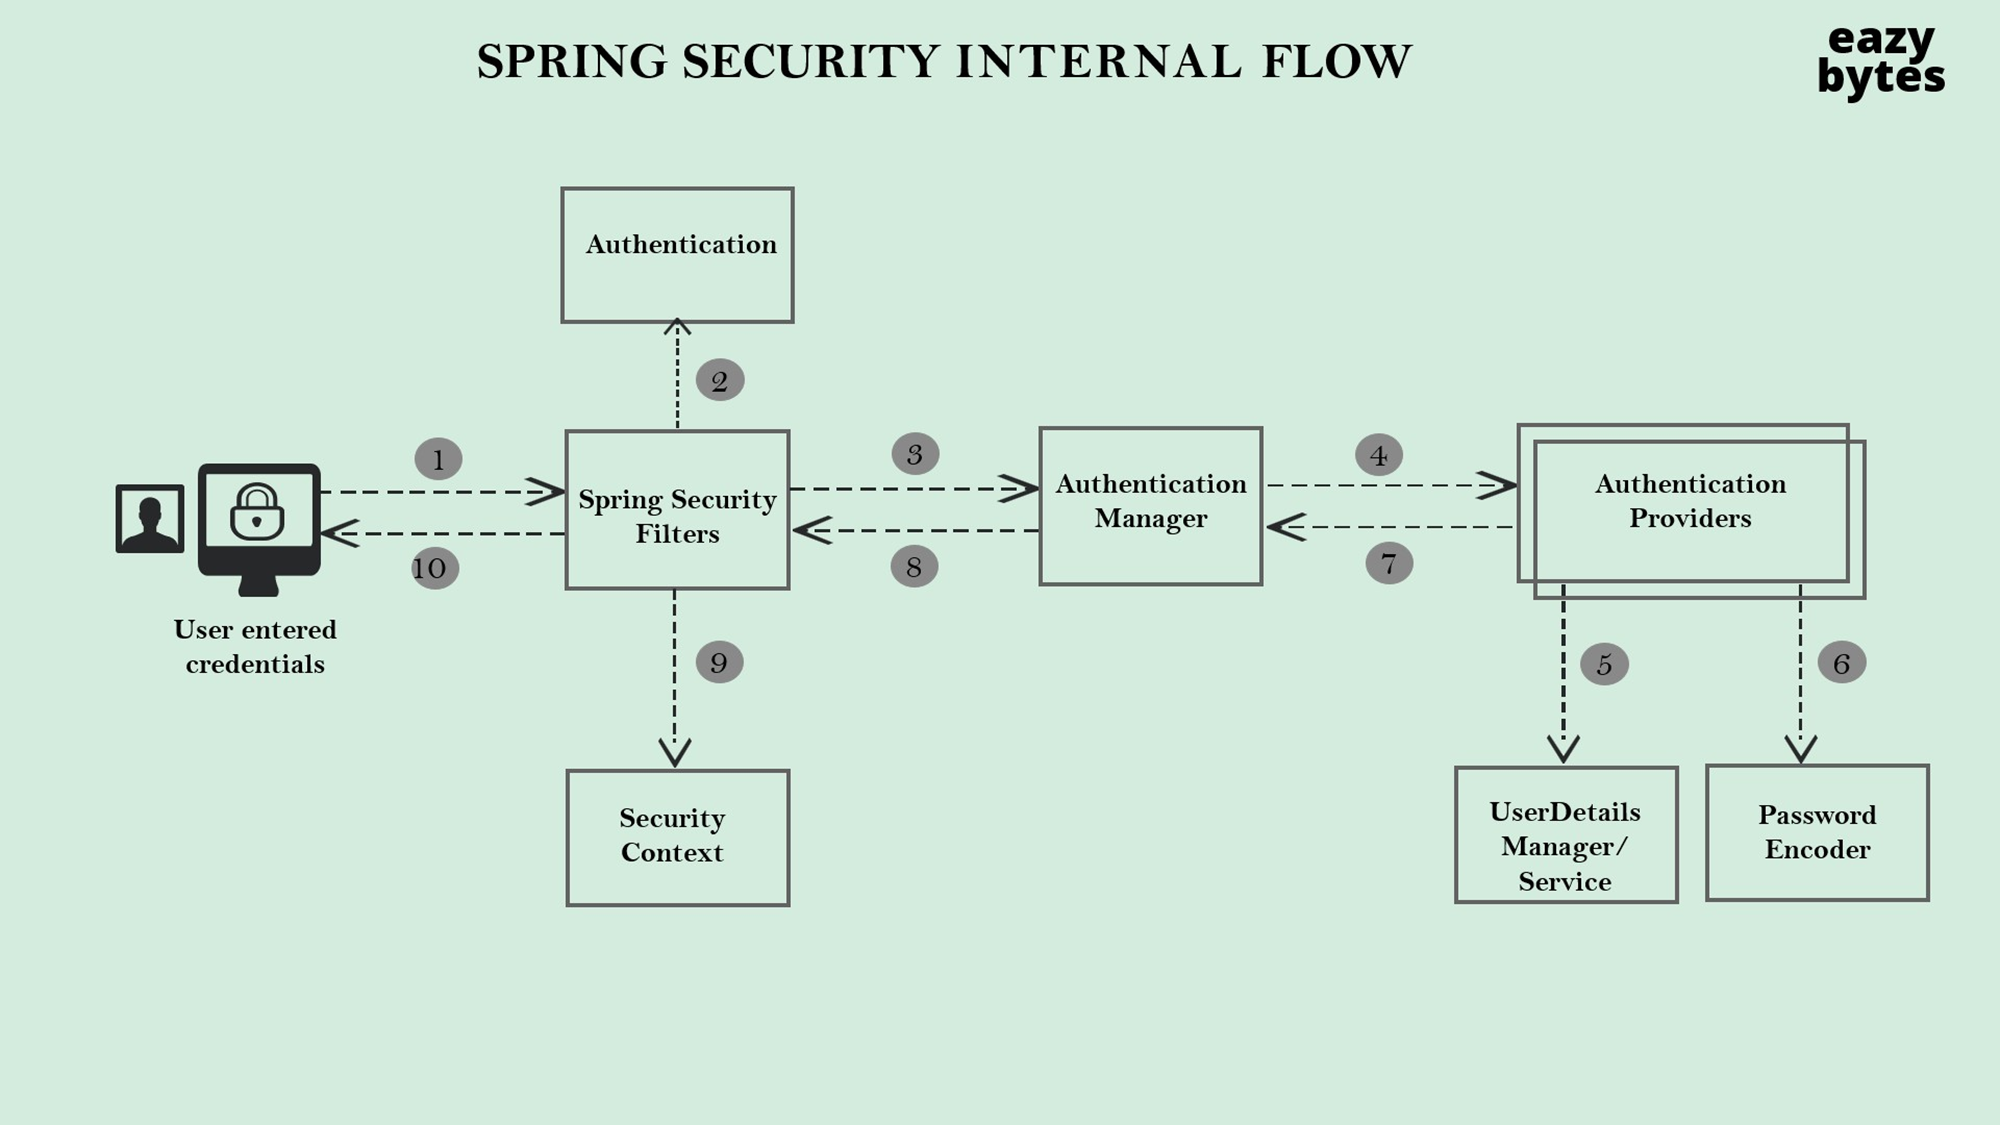 SPRING SECURITY INTERNAL FLOW
eazy
bytes
Authentication
2
1
3
4
Spring Security
Filters
Authentication
Manager
Authentication
Providers
10
8
7
User entered
credentials
9
5
6
Security
Context
UserDetails
Manager/
Service
Password
Encoder